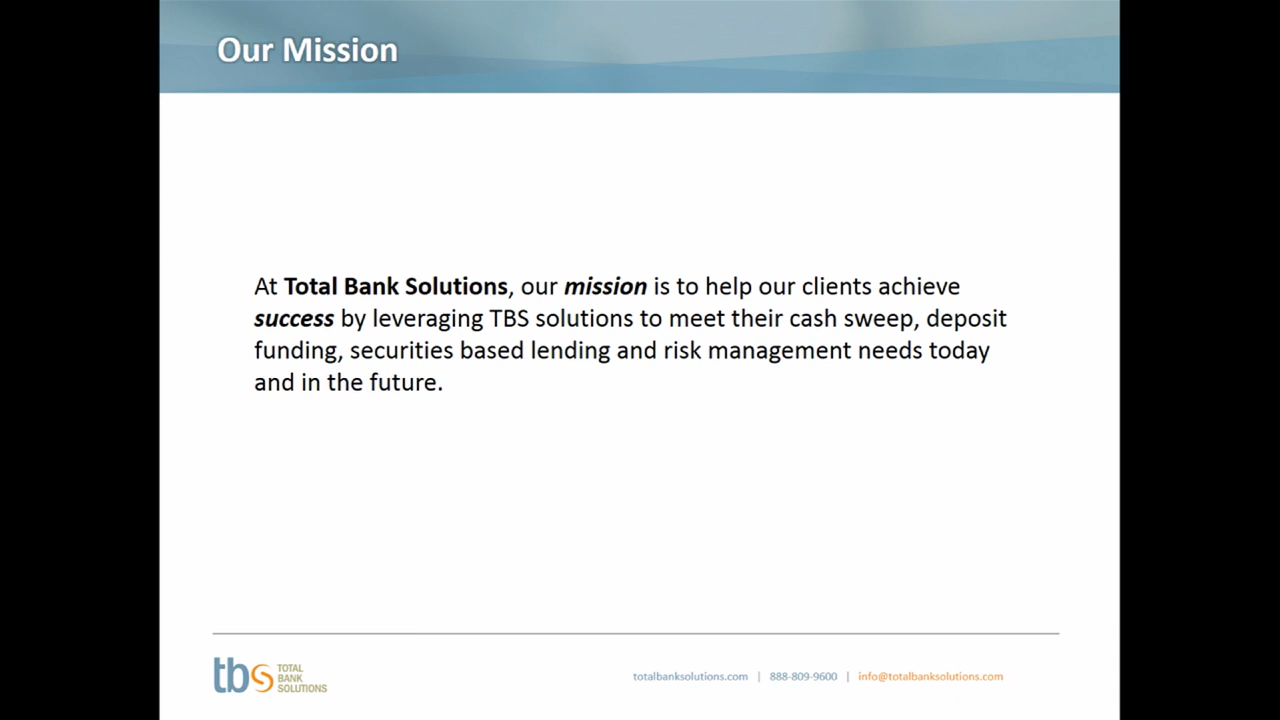 Our Mission
At Total Bank Solutions, our mission is to help our clients achieve
success by leveraging TBS solutions to meet their cash sweep, deposit
funding, securities based lending and risk management needs today
and in the future.
tbs TOTAL
BANK
SOLUTIONS
totalbanksolutions.com | 888-809-9600 | info@totalbanksolutions.com